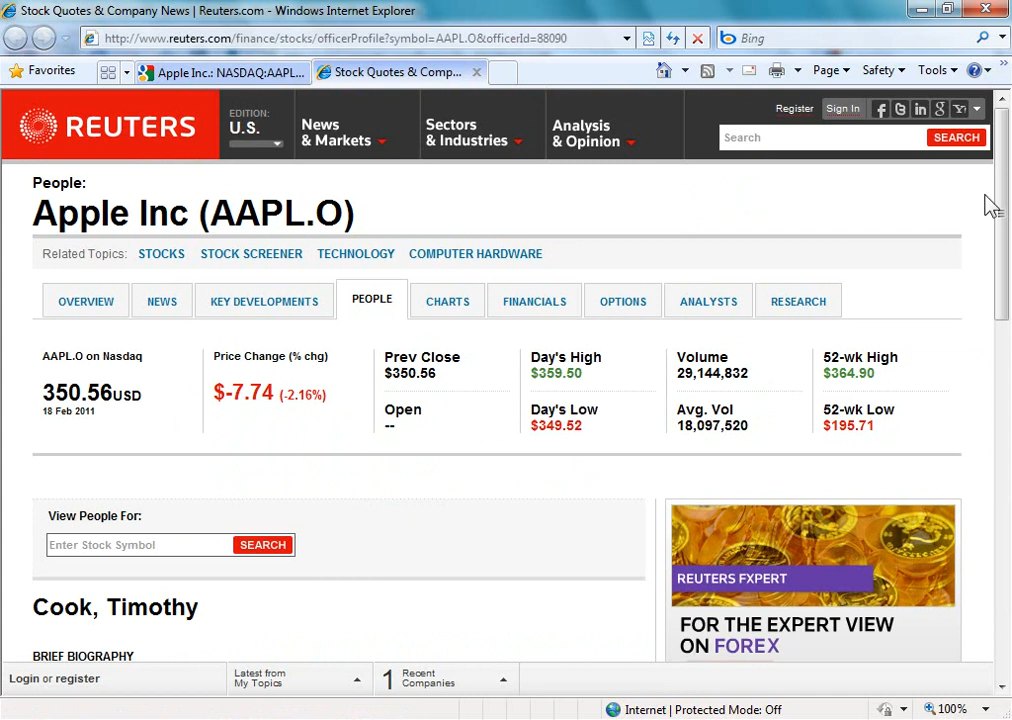 Stock Quotes & Company News | Reuters.com - Windows Internet Explorer
http://www.reuters.com/finance/stocks/officerProfile?symbol=AAPL.O&officerId=88090
Bing
Favorites
Apple Inc.: NASDAQ:AAPL...
Stock Quotes & Comp...
Page
Safety
Tools
REUTERS
EDITION:
U.S.
News
& Markets
Sectors
& Industries
Analysis
& Opinion
Register
Sign In
Search
SEARCH
People:
Apple Inc (AAPL.O)
Related Topics: STOCKS STOCK SCREENER TECHNOLOGY COMPUTER HARDWARE
OVERVIEW NEWS KEY DEVELOPMENTS PEOPLE CHARTS FINANCIALS OPTIONS ANALYSTS RESEARCH
AAPL.O on Nasdaq
350.56USD
18 Feb 2011
Price Change (% chg)
$-7.74 (-2.16%)
Prev Close
$350.56
Open
--
Day's High
$359.50
Day's Low
$349.52
Volume
29,144,832
Avg. Vol
18,097,520
52-wk High
$364.90
52-wk Low
$195.71
View People For:
Enter Stock Symbol
SEARCH
REUTERS FXPERT
FOR THE EXPERT VIEW
ON FOREX
Cook, Timothy
BRIEF BIOGRAPHY
Login or register
Latest from
My Topics
1 Recent
Companies
Internet | Protected Mode: Off
100%